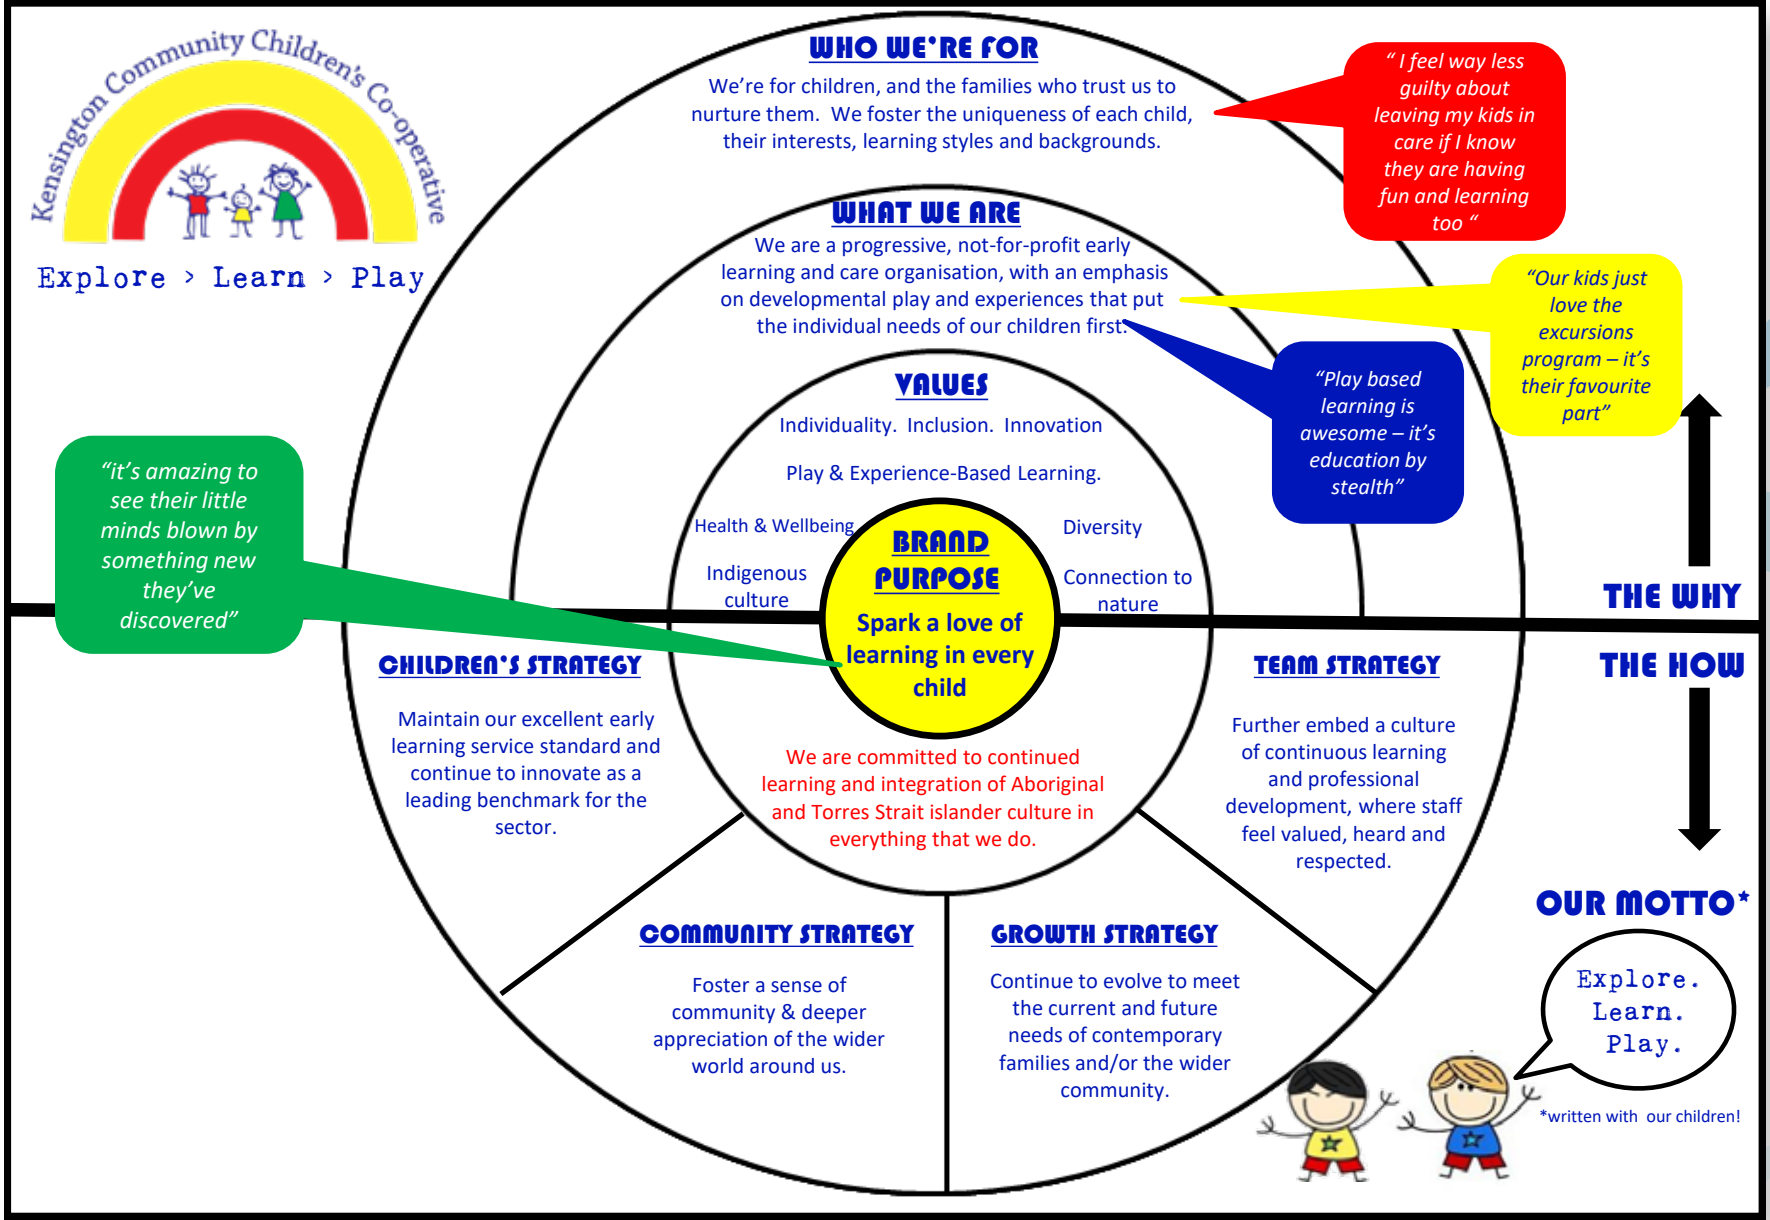 Kensington Community Children's Co-operative
Explore > Learn > Play
WHO WE'RE FOR
We're for children, and the families who trust us to
nurture them.  We foster the uniqueness of each child,
their interests, learning styles and backgrounds.
“ I feel way less
guilty about
leaving my kids in
care if I know
they are having
fun and learning
too “
WHAT WE ARE
We are a progressive, not-for-profit early
learning and care organisation, with an emphasis
on developmental play and experiences that put
the individual needs of our children first.
“Our kids just
love the
excursions
program – it’s
their favourite
part”
“Play based
learning is
awesome – it’s
education by
stealth”
VALUES
Individuality.  Inclusion.  Innovation
Play & Experience-Based Learning.
Health & Wellbeing
Diversity
Indigenous
culture
Connection to
nature
“it’s amazing to
see their little
minds blown by
something new
they’ve
discovered”
BRAND
PURPOSE
Spark a love of
learning in every
child
THE WHY
THE HOW
CHILDREN'S STRATEGY
Maintain our excellent early
learning service standard and
continue to innovate as a
leading benchmark for the
sector.
We are committed to continued
learning and integration of Aboriginal
and Torres Strait islander culture in
everything that we do.
TEAM STRATEGY
Further embed a culture
of continuous learning
and professional
development, where staff
feel valued, heard and
respected.
COMMUNITY STRATEGY
Foster a sense of
community & deeper
appreciation of the wider
world around us.
GROWTH STRATEGY
Continue to evolve to meet
the current and future
needs of contemporary
families and/or the wider
community.
OUR MOTTO*
Explore.
Learn.
Play.
*written with  our children!